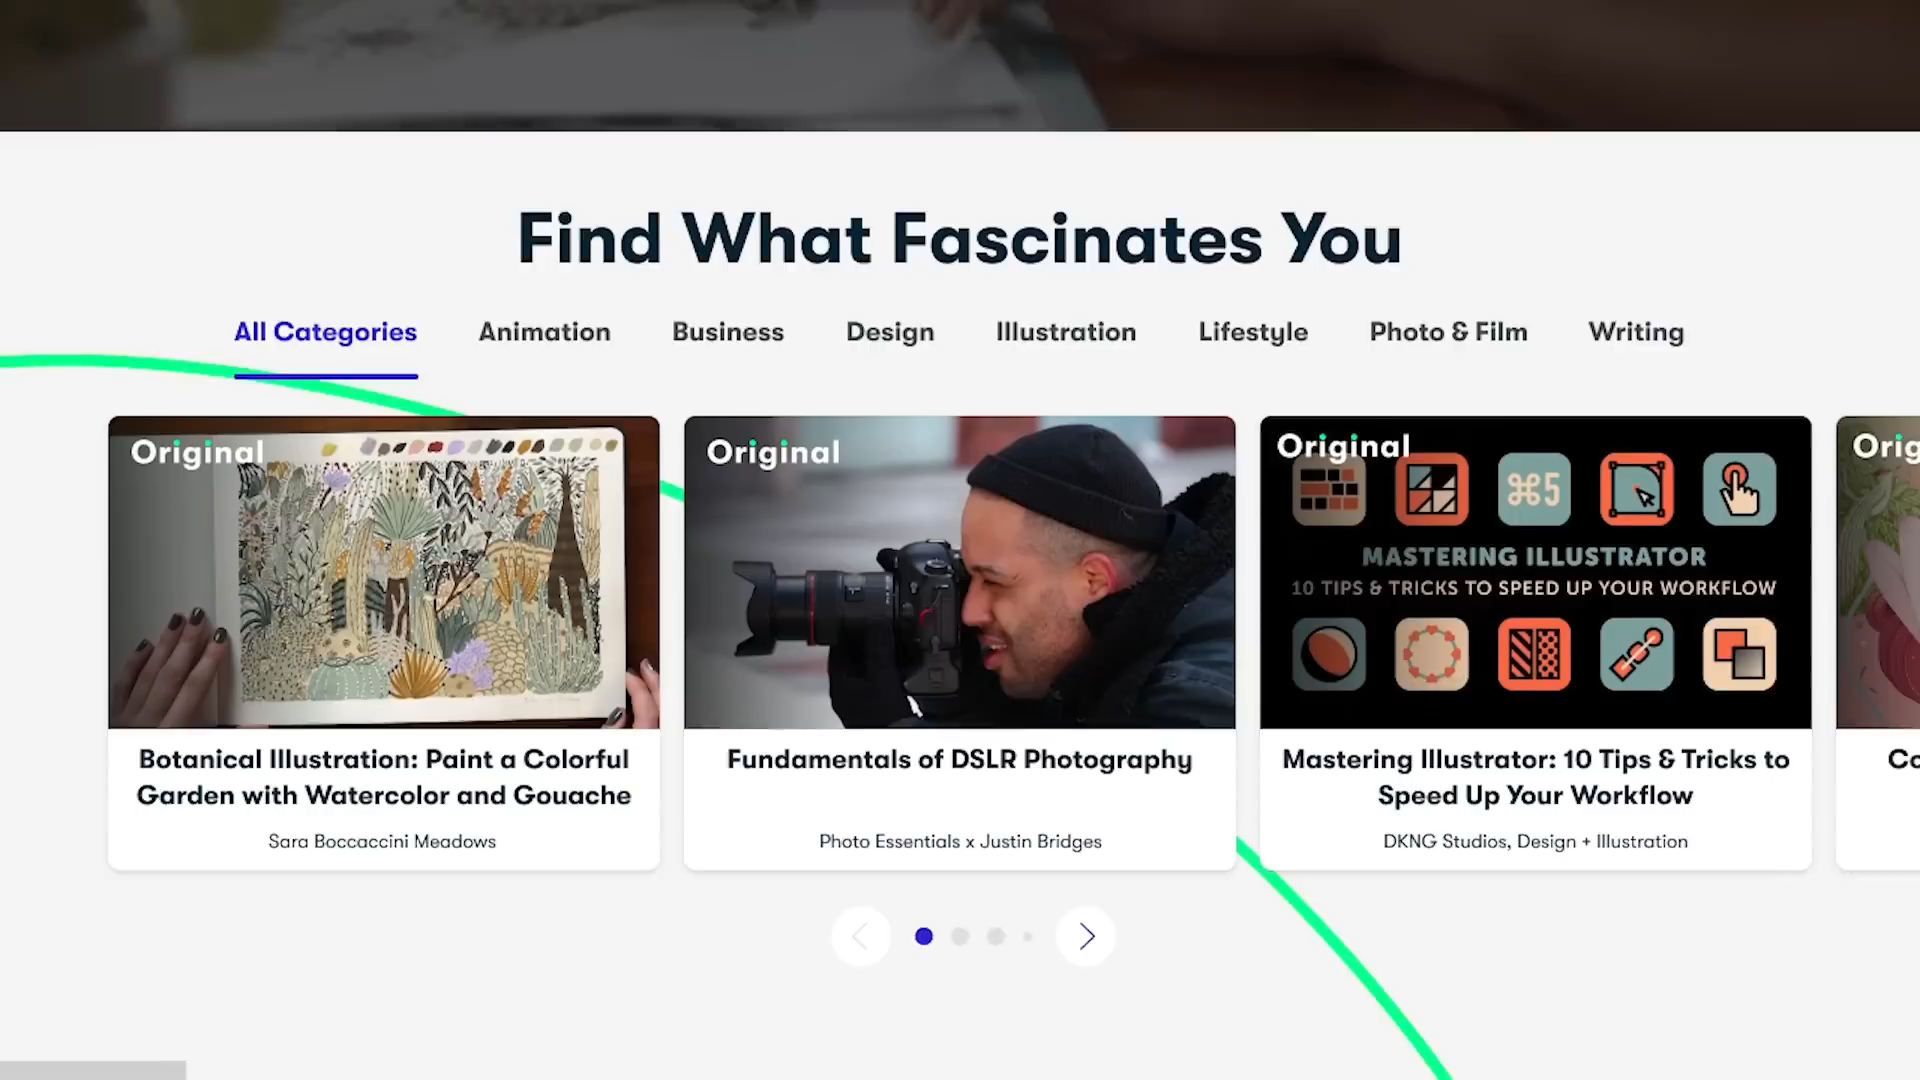 Find What Fascinates You
All Categories Animation Business Design Illustration Lifestyle Photo & Film Writing
Original
Botanical Illustration: Paint a Colorful
Garden with Watercolor and Gouache
Sara Boccaccini Meadows
Original
Fundamentals of DSLR Photography
Photo Essentials x Justin Bridges
Original
⌘5
MASTERING ILLUSTRATOR
10 TIPS & TRICKS TO SPEED UP YOUR WORKFLOW
Mastering Illustrator: 10 Tips & Tricks to
Speed Up Your Workflow
DKNG Studios, Design + Illustration
Orig
Co